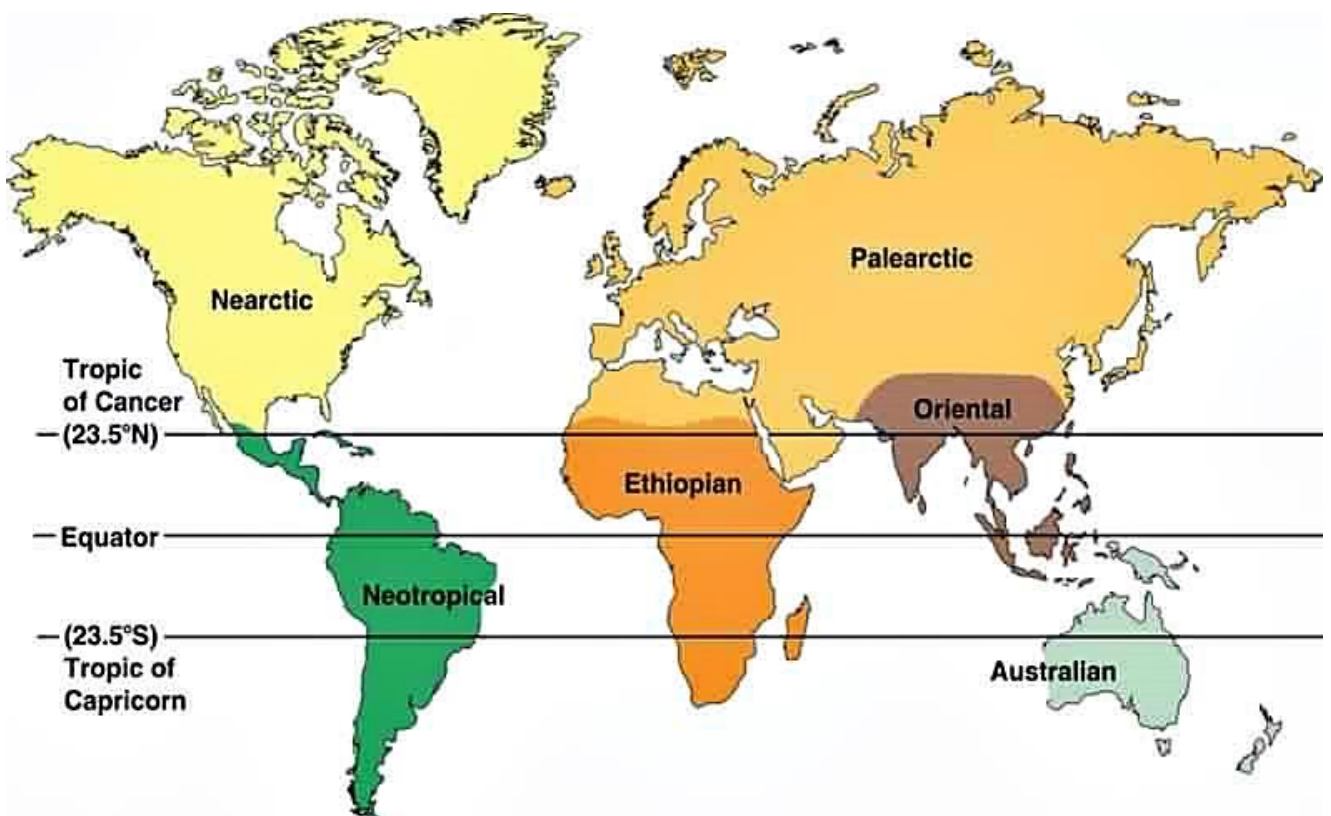 Palearctic
Nearctic
Tropic
of Cancer
(23.5°N)
Oriental
Ethiopian
Equator
Neotropical
(23.5°S)
Tropic of
Capricorn
Australian